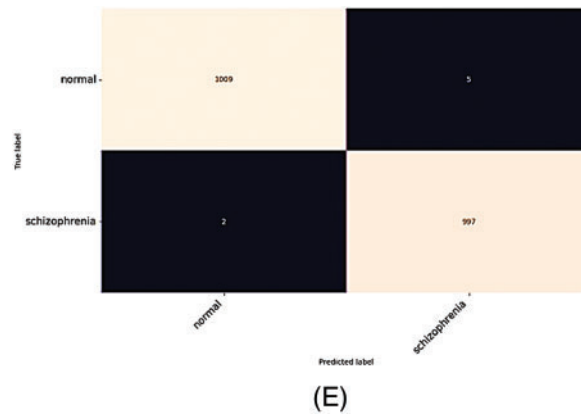 normal
1009
5
True label
schizophrenia
2
997
normal
schizophrenia
Predicted label
(E)